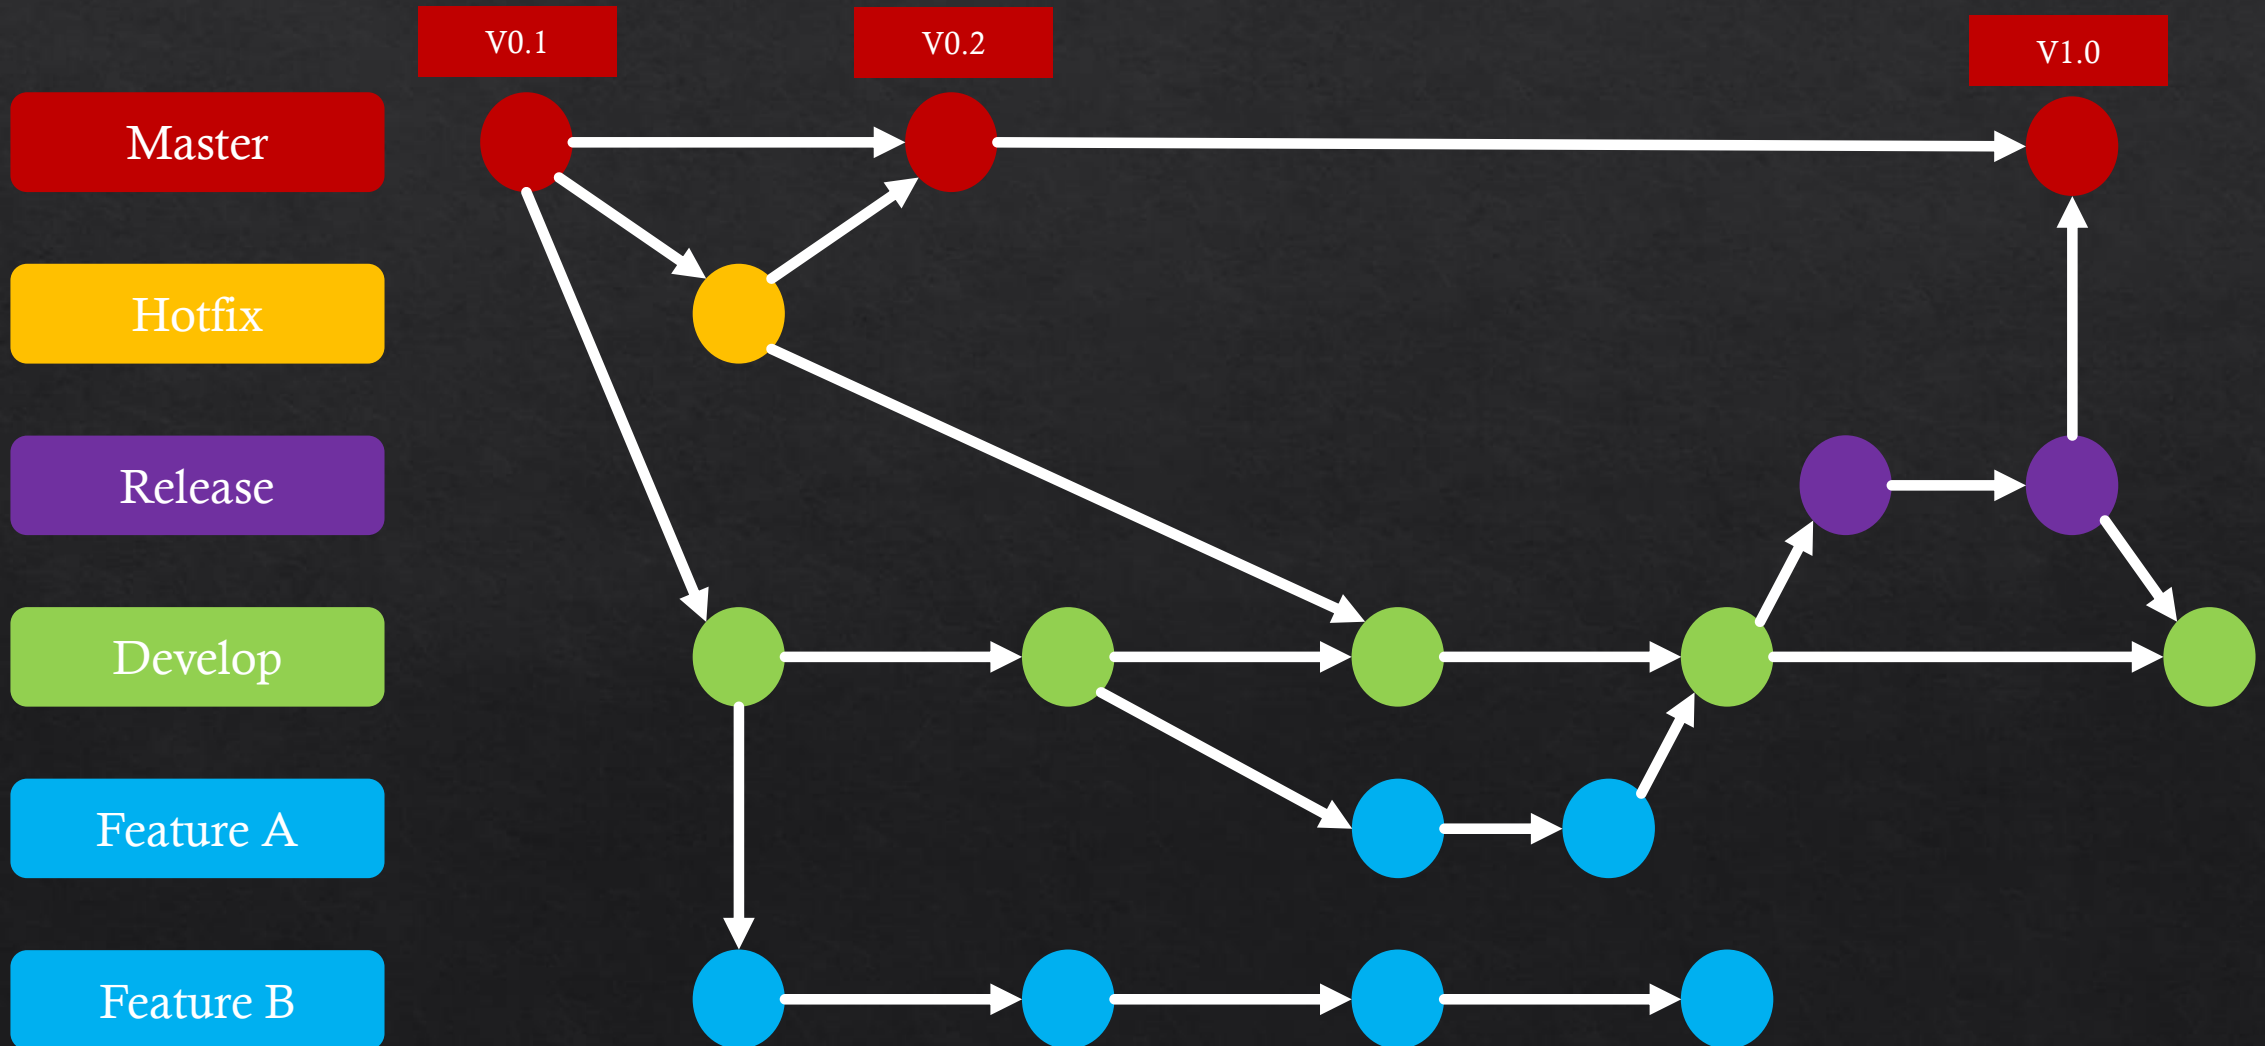 V0.1
V0.2
V1.0
Master
Hotfix
Release
Develop
Feature A
Feature B